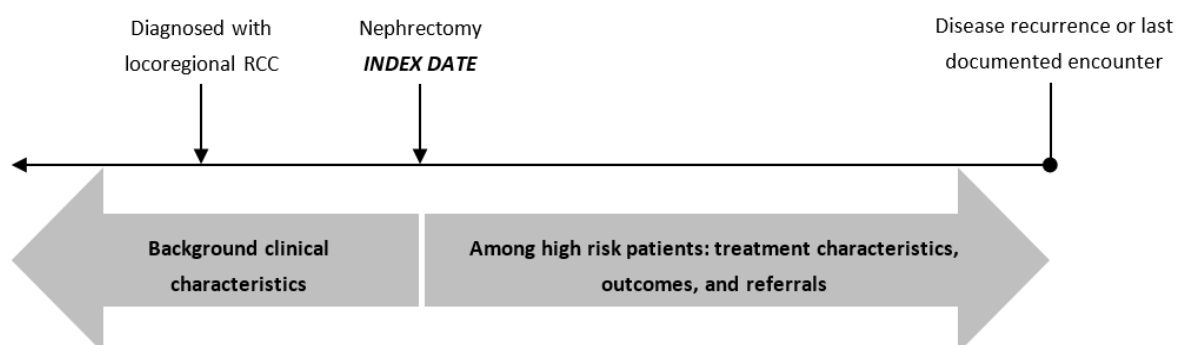 Diagnosed with
locoregional RCC
Nephrectomy
INDEX DATE
Disease recurrence or last
documented encounter
Background clinical
characteristics
Among high risk patients: treatment characteristics,
outcomes, and referrals